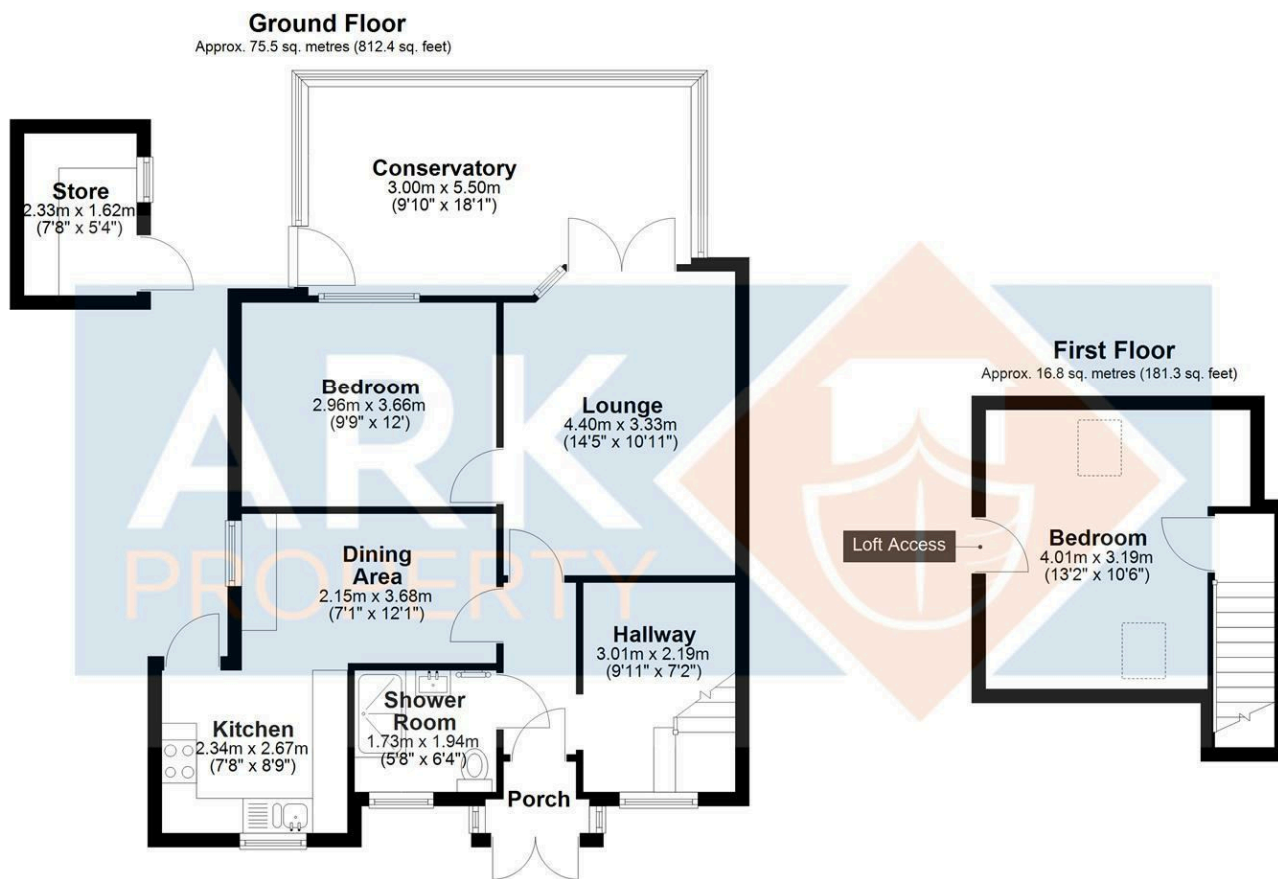 Ground Floor
Approx. 75.5 sq. metres (812.4 sq. feet)
Conservatory
3.00m x 5.50m
(9'10" x 18'1")
Store
2.33m x 1.62m
(7'8" x 5'4")
Bedroom
2.96m x 3.66m
(9'9" x 12')
Lounge
4.40m x 3.33m
(14'5" x 10'11")
ARK
PROPERTY
Dining
Area
2.15m x 3.68m
(7'1" x 12'1")
Hallway
3.01m x 2.19m
(9'11" x 7'2")
Kitchen
2.34m x 2.67m
(7'8" x 8'9")
Shower
Room
1.73m x 1.94m
(5'8" x 6'4")
Porch
First Floor
Approx. 16.8 sq. metres (181.3 sq. feet)
Loft Access
Bedroom
4.01m x 3.19m
(13'2" x 10'6")